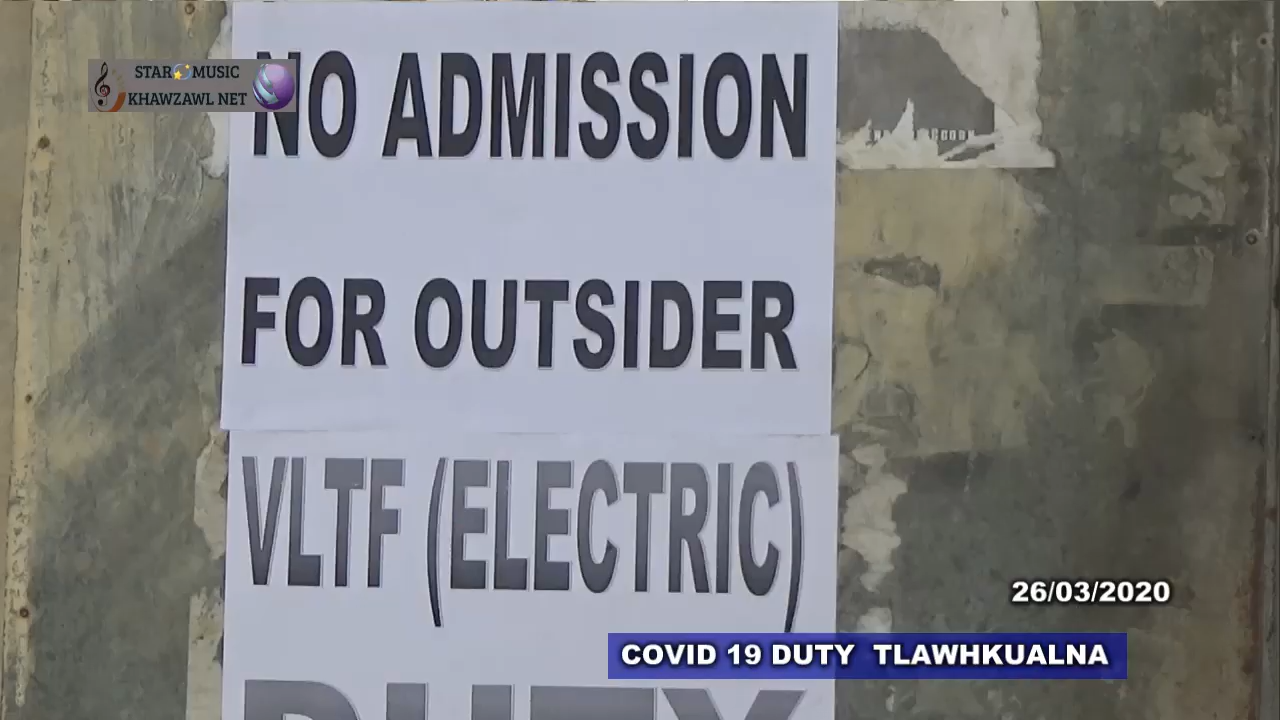 STAR MUSIC
KHAWZAWL NET
NO ADMISSION
FOR OUTSIDER
VLTF (ELECTRIC)
DUTY
26/03/2020
COVID 19 DUTY TLAWHKUALNA